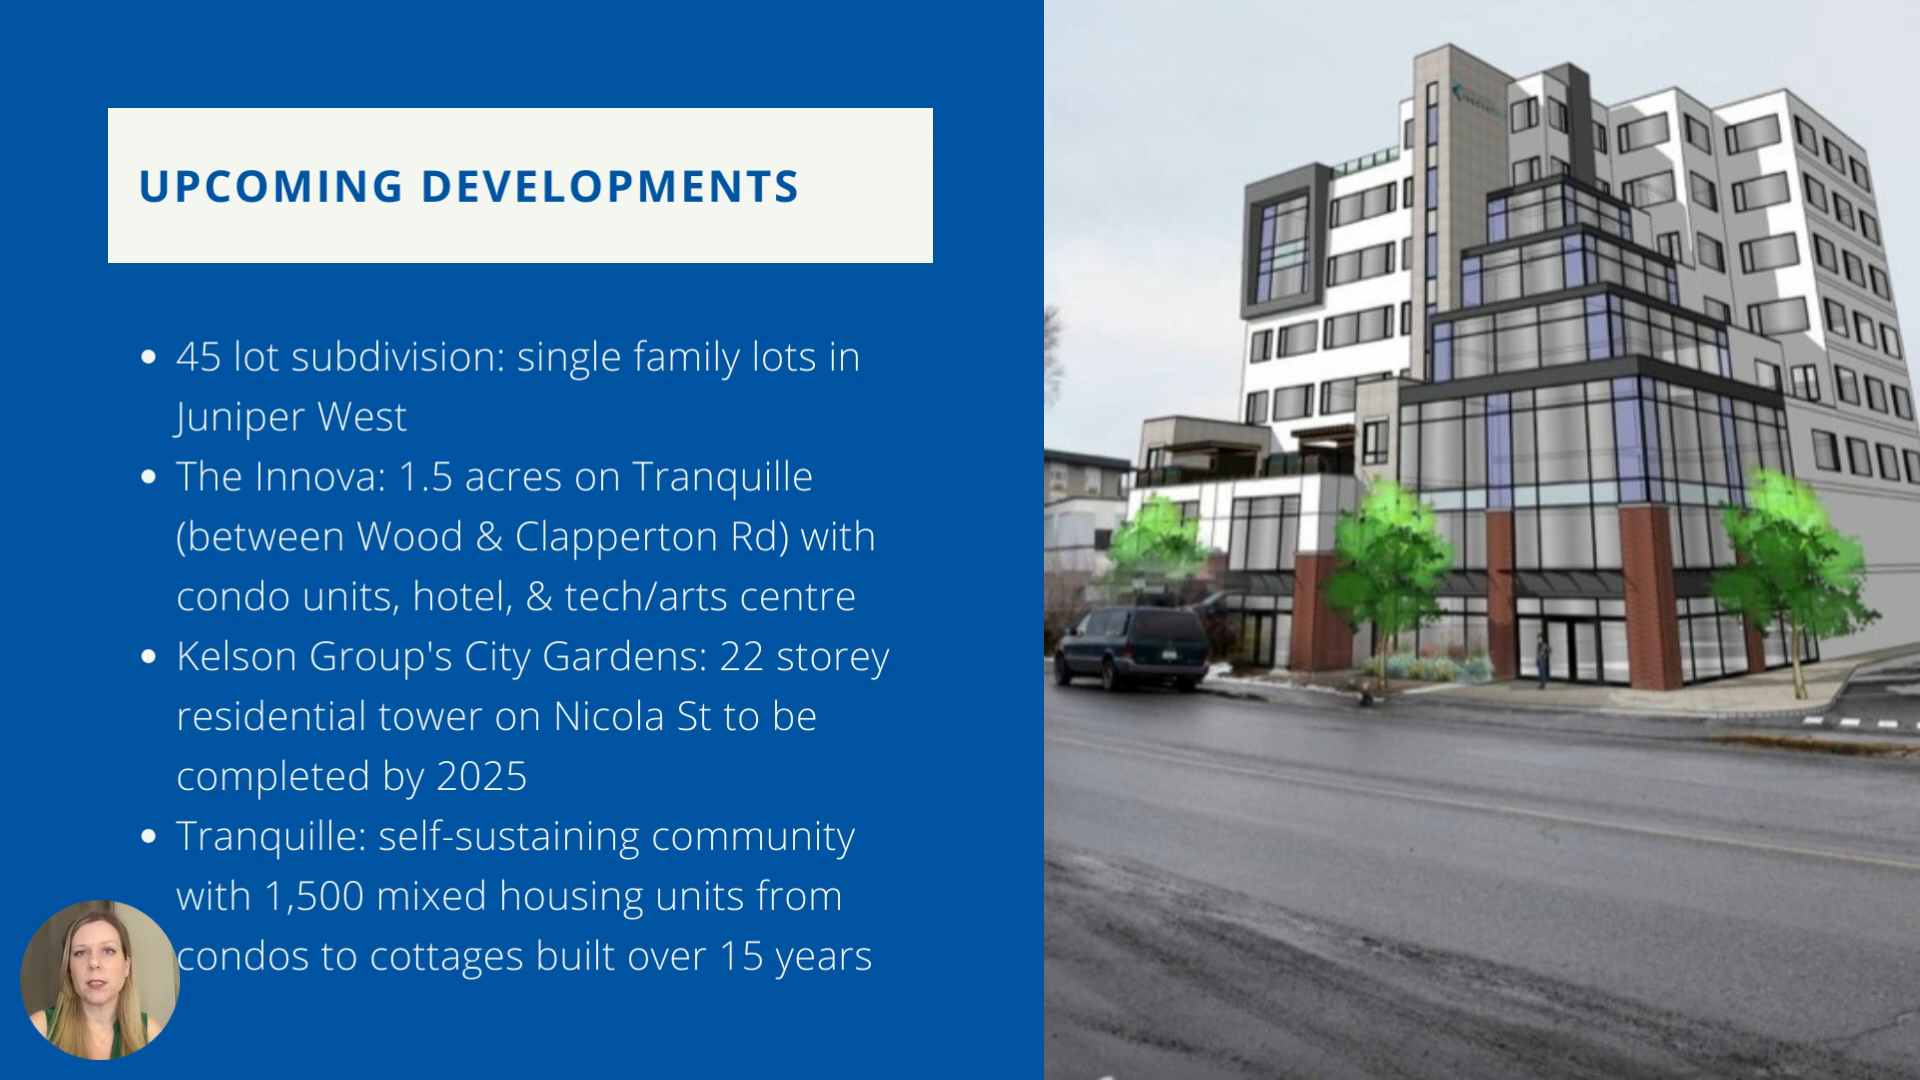 UPCOMING DEVELOPMENTS
• 45 lot subdivision: single family lots in
Juniper West
• The Innova: 1.5 acres on Tranquille
(between Wood & Clapperton Rd) with
condo units, hotel, & tech/arts centre
• Kelson Group's City Gardens: 22 storey
residential tower on Nicola St to be
completed by 2025
• Tranquille: self-sustaining community
with 1,500 mixed housing units from
condos to cottages built over 15 years